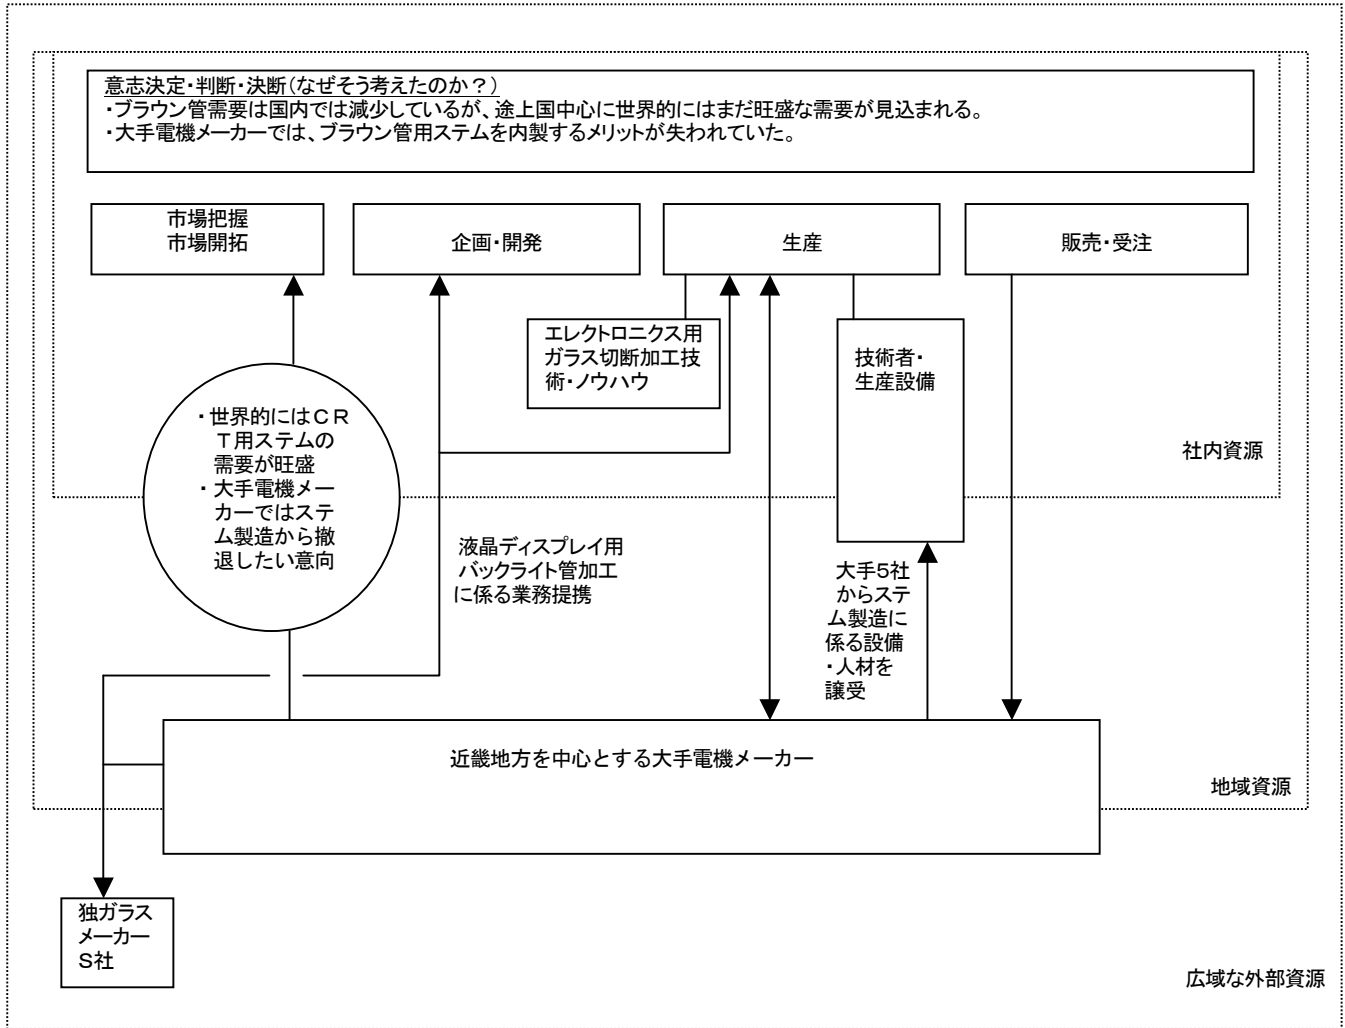 意志決定・判断・決断(なぜそう考えたのか?)
・ブラウン管需要は国内では減少しているが、途上国中心に世界的にはまだ旺盛な需要が見込まれる。
・大手電機メーカーでは、ブラウン管用ステムを内製するメリットが失われていた。
市場把握
市場開拓
企画・開発
生産
販売・受注
エレクトロニクス用
ガラス切断加工技
術・ノウハウ
技術者・
生産設備
・世界的にはCR
T用ステムの
需要が旺盛
・大手電機メー
カーではステ
ム製造から撤
退したい意向
社内資源
液晶ディスプレイ用
バックライト管加工
に係る業務提携
大手5社
からステ
ム製造に
係る設備
・人材を
譲受
近畿地方を中心とする大手電機メーカー
地域資源
独ガラス
メーカー
S社
広域な外部資源